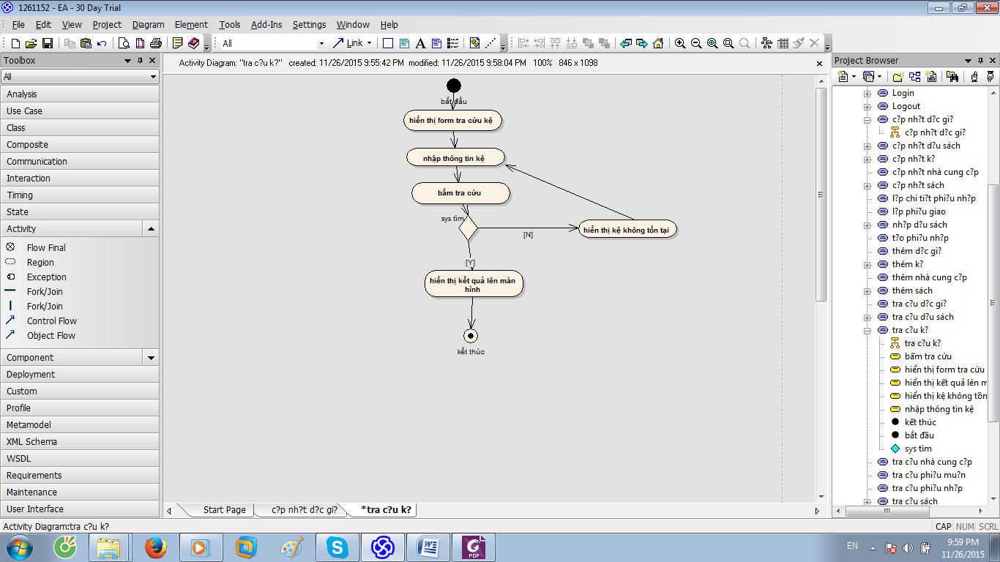 1261152 - EA - 30 Day Trial
File Edit View Project Diagram Element Tools Add-Ins Settings Window Help
All
Link
Toolbox
All
Analysis
Use Case
Class
Composite
Communication
Interaction
Timing
State
Activity
Flow Final
Region
Exception
Fork/Join
Fork/Join
Control Flow
Object Flow
Component
Deployment
Custom
Profile
Metamodel
XML Schema
WSDL
Requirements
Maintenance
User Interface
Activity Diagram: "tra c?u k?" created: 11/26/2015 9:55:42 PM modified: 11/26/2015 9:58:04 PM 100% 846 x 1098
bắt đầu
hiển thị form tra cứu kệ
nhập thông tin kệ
bấm tra cứu
sys tìm
[N]
hiển thị kệ không tồn tại
[Y]
hiển thị kết quả lên màn
hình
kết thúc
Start Page
c?p nh?t d?c gi?
*tra c?u k?
Project Browser
Login
Logout
c?p nh?t d?c gi?
c?p nh?t d?c gi?
c?p nh?t d?u sách
c?p nh?t k?
c?p nh?t nhà cung c?p
c?p nh?t sách
l?p chi ti?t phi?u nh?p
l?p phi?u giao
nh?p d?u sách
t?o phi?u nh?p
thêm d?c gi?
thêm k?
thêm nhà cung c?p
thêm sách
tra c?u d?c gi?
tra c?u d?u sách
tra c?u k?
tra c?u k?
bấm tra cứu
hiển thị form tra cứu
hiển thị kết quả lên m
hiển thị kệ không tồn
nhập thông tin kệ
kết thúc
bắt đầu
sys tìm
tra c?u nhà cung c?p
tra c?u phi?u mu?n
tra c?u phi?u nh?p
tra c?u sách
Activity Diagram:tra c?u k?
CAP NUM SCRL
PDF
EN
9:59 PM
11/26/2015